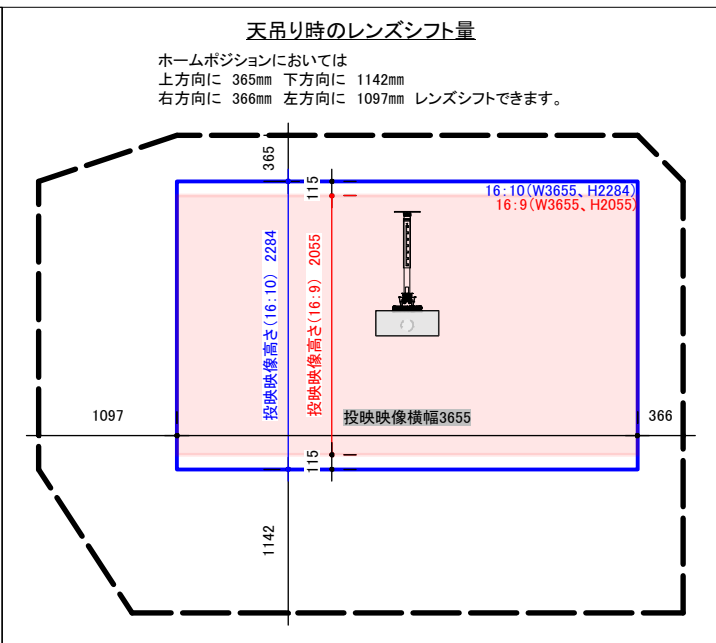 天吊り時のレンズシフト量
ホームポジションにおいては
上方向に 365mm 下方向に 1142mm
右方向に 366mm 左方向に 1097mm レンズシフトできます。
365
115
16:10(W3655、H2284)
16:9(W3655、H2055)
投映映像高さ(16:10) 2284
投映映像高さ(16:9) 2055
1097
投映映像横幅3655
366
115
1142